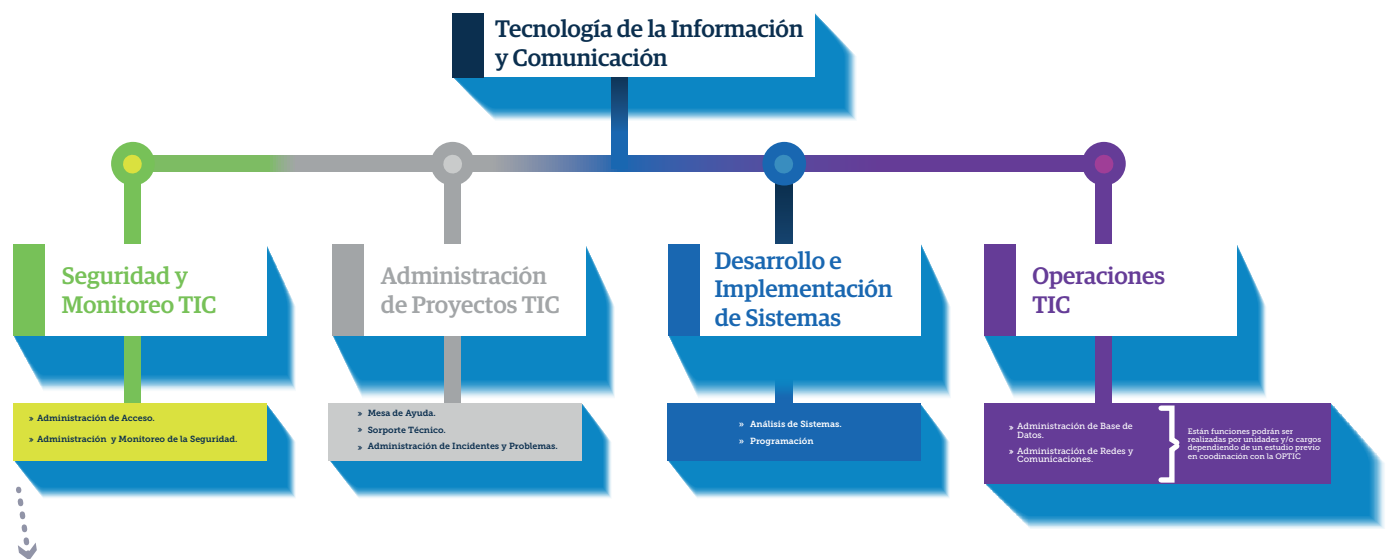 Tecnología de la Información
y Comunicación
Seguridad y
Monitoreo TIC
Administración
de Proyectos TIC
Desarrollo e
Implementación
de Sistemas
Operaciones
TIC
» Administración de Acceso.
» Administración y Monitoreo de la Seguridad.
» Mesa de Ayuda.
» Sorporte Técnico.
» Administración de Incidentes y Problemas.
» Análisis de Sistemas.
» Programación
» Administración de Base de
Datos.
» Administración de Redes y
Comunicaciones.
Están funciones podrán ser
realizadas por unidades y/o cargos
dependiendo de un estudio previo
en coodinación con la OPTIC